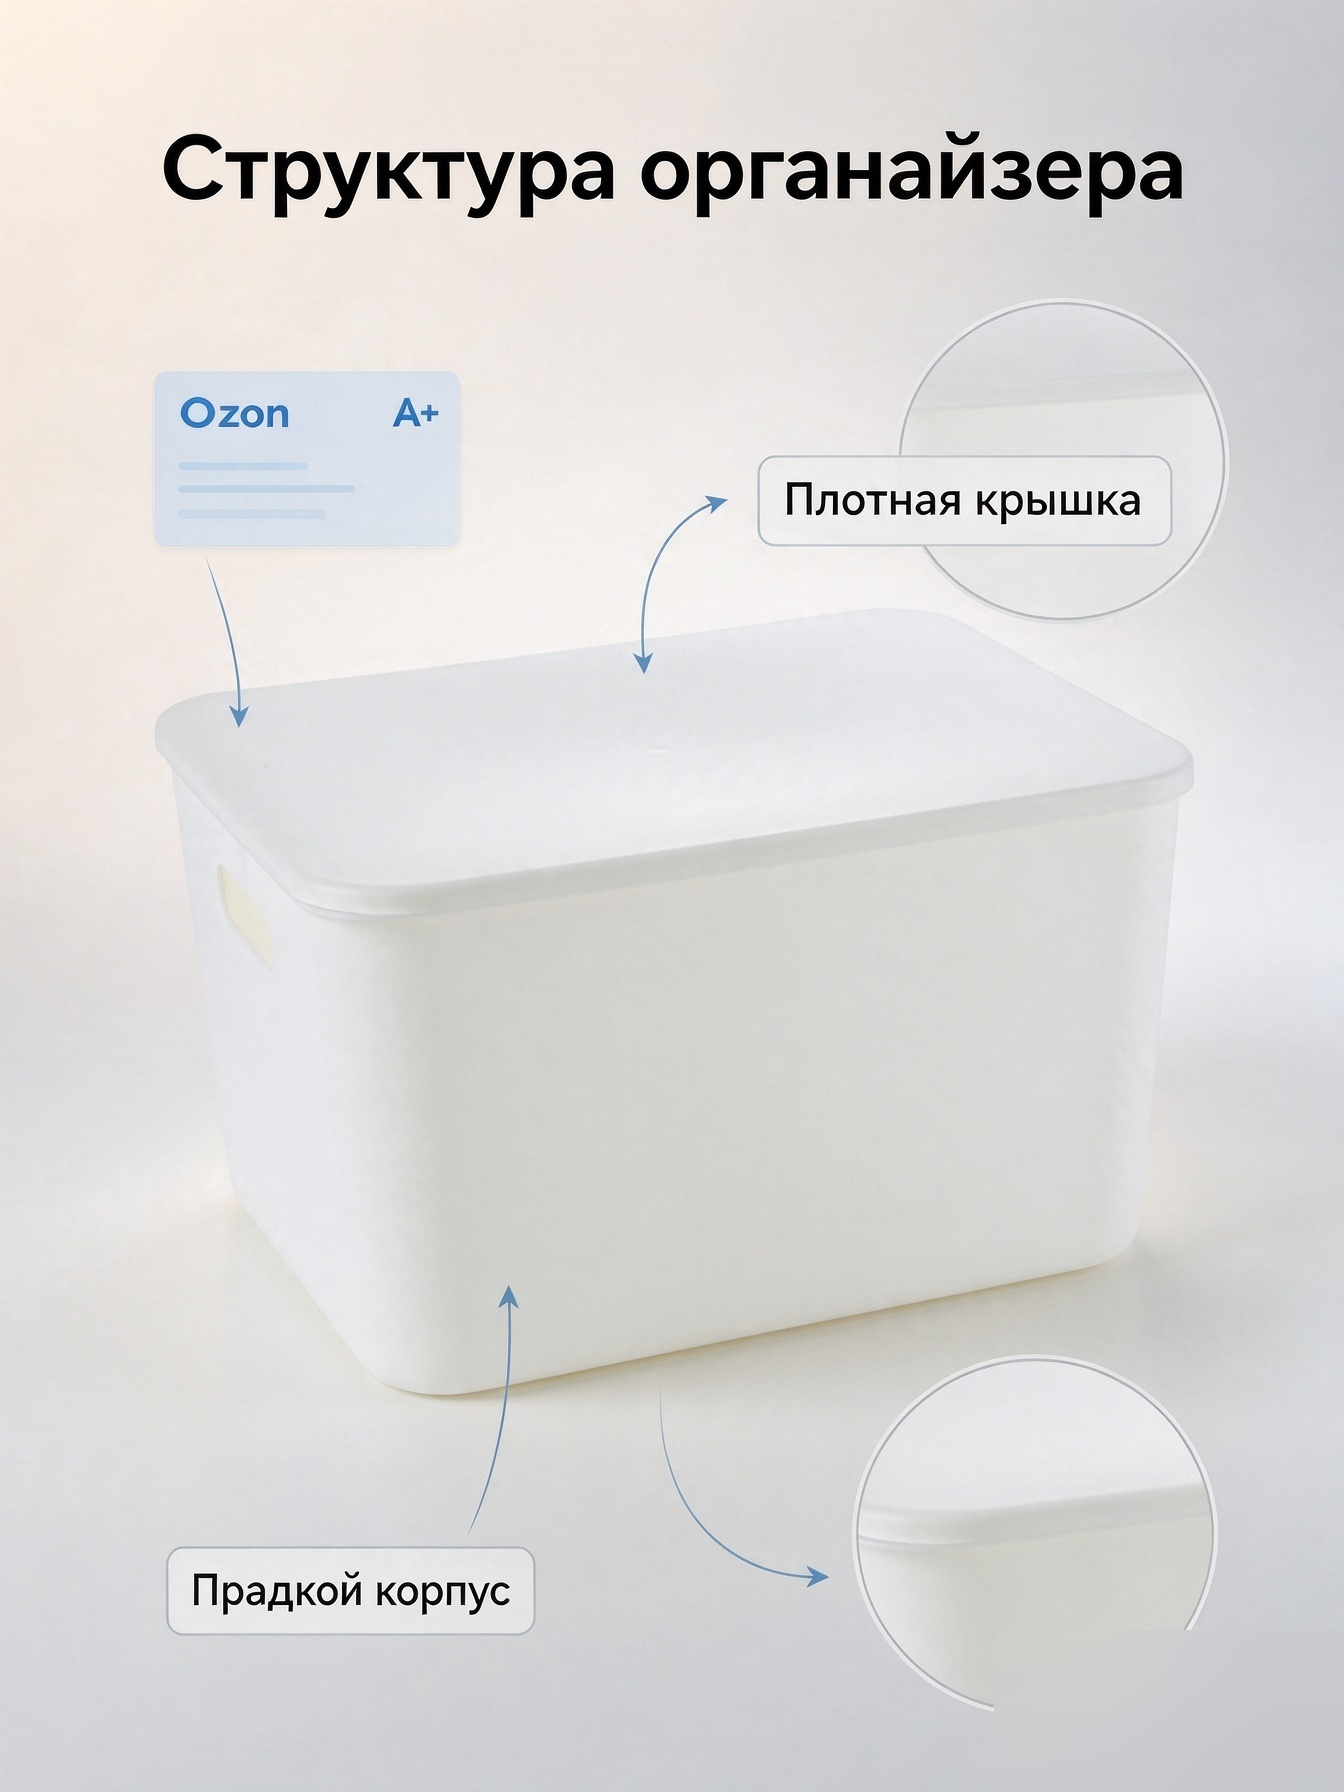 Структура органайзера
Ozon A+
Плотная крышка
Прадкой корпус